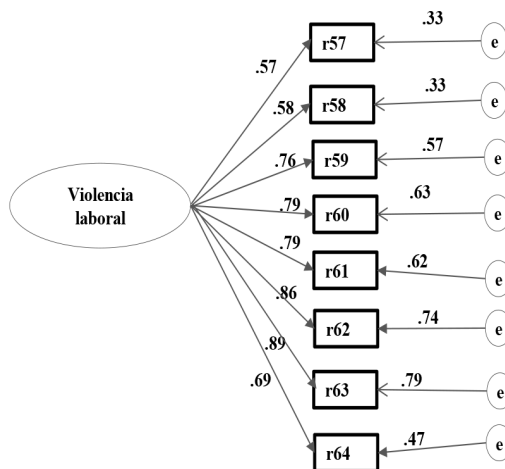 .33
r57
e
.57
.33
r58
e
.58
.57
r59
e
.76
.63
r60
e
.79
Violencia
laboral
.79
r61
.62
e
.86
r62
.74
e
.89
r63
.79
e
.69
r64
.47
e